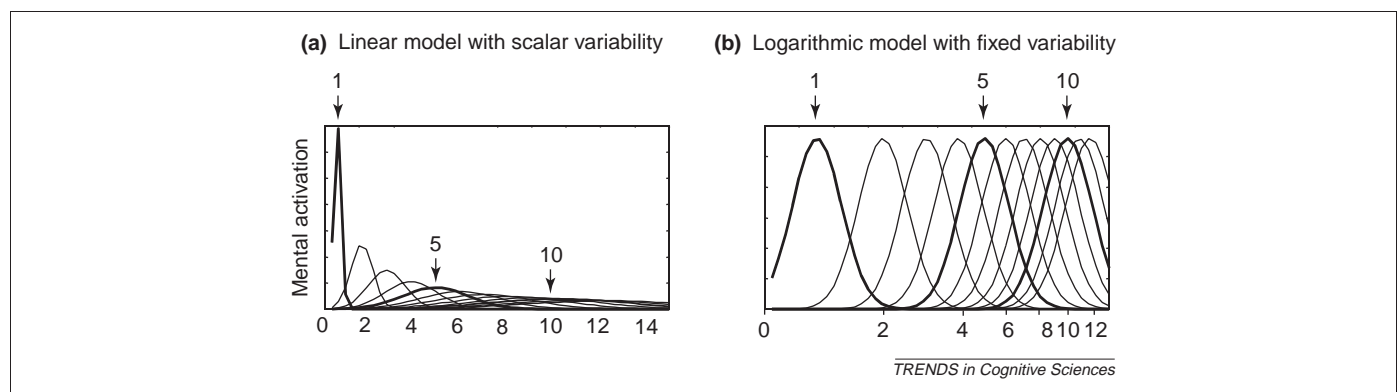 (a) Linear model with scalar variability
1
5
10
Mental activation
0 2 4 6 8 10 12 14
(b) Logarithmic model with fixed variability
1 5 10
0 2 4 6 8 10 12
TRENDS in Cognitive Sciences